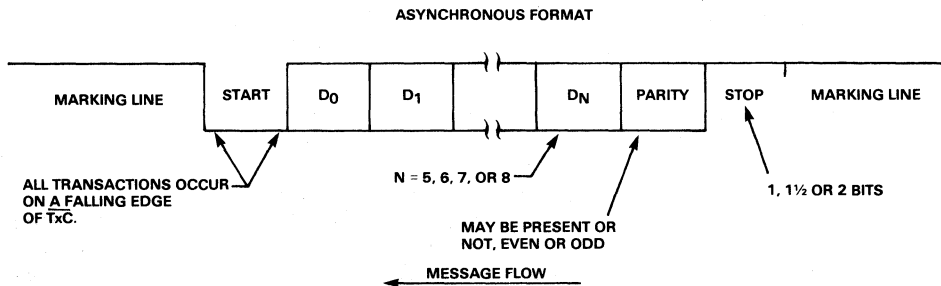 ASYNCHRONOUS FORMAT
MARKING LINE START D0 D1 DN PARITY STOP MARKING LINE
ALL TRANSACTIONS OCCUR
ON A FALLING EDGE
OF T̅x̅C̅.
N = 5, 6, 7, OR 8
1, 1½ OR 2 BITS
MAY BE PRESENT OR
NOT, EVEN OR ODD
MESSAGE FLOW